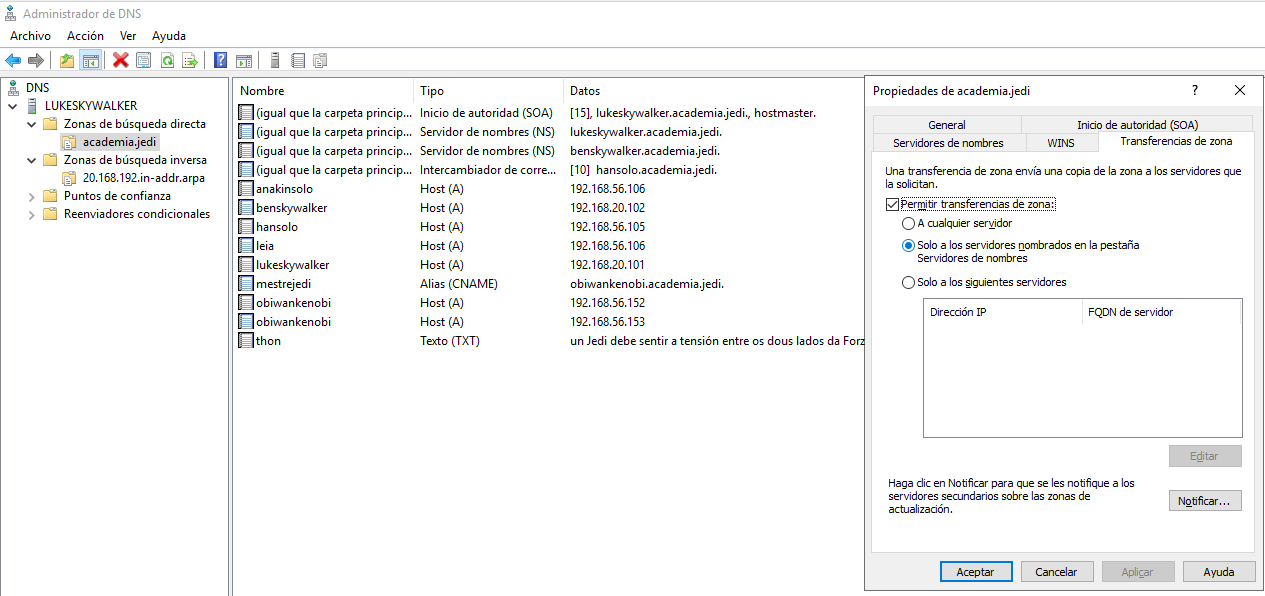 Administrador de DNS
Archivo Acción Ver Ayuda
DNS
LUKESKYWALKER
Zonas de búsqueda directa
academia.jedi
Zonas de búsqueda inversa
20.168.192.in-addr.arpa
Puntos de confianza
Reenviadores condicionales
Nombre Tipo Datos
(igual que la carpeta princip... Inicio de autoridad (SOA) [15], lukeskywalker.academia.jedi., hostmaster.
(igual que la carpeta princip... Servidor de nombres (NS) lukeskywalker.academia.jedi.
(igual que la carpeta princip... Servidor de nombres (NS) benskywalker.academia.jedi.
(igual que la carpeta princip... Intercambiador de corre... [10] hansolo.academia.jedi.
anakinsolo Host (A) 192.168.56.106
benskywalker Host (A) 192.168.20.102
hansolo Host (A) 192.168.56.105
leia Host (A) 192.168.56.106
lukeskywalker Host (A) 192.168.20.101
mestrejedi Alias (CNAME) obiwankenobi.academia.jedi.
obiwankenobi Host (A) 192.168.56.152
obiwankenobi Host (A) 192.168.56.153
thon Texto (TXT) un Jedi debe sentir a tensión entre os dous lados da Forz
Propiedades de academia.jedi
?
General Inicio de autoridad (SOA)
Servidores de nombres WINS Transferencias de zona
Una transferencia de zona envía una copia de la zona a los servidores que
la solicitan.
Permitir transferencias de zona:
A cualquier servidor
Solo a los servidores nombrados en la pestaña
Servidores de nombres
Solo a los siguientes servidores
Dirección IP FQDN de servidor
Editar
Haga clic en Notificar para que se les notifique a los
servidores secundarios sobre las zonas de
actualización.
Notificar...
Aceptar Cancelar Aplicar Ayuda